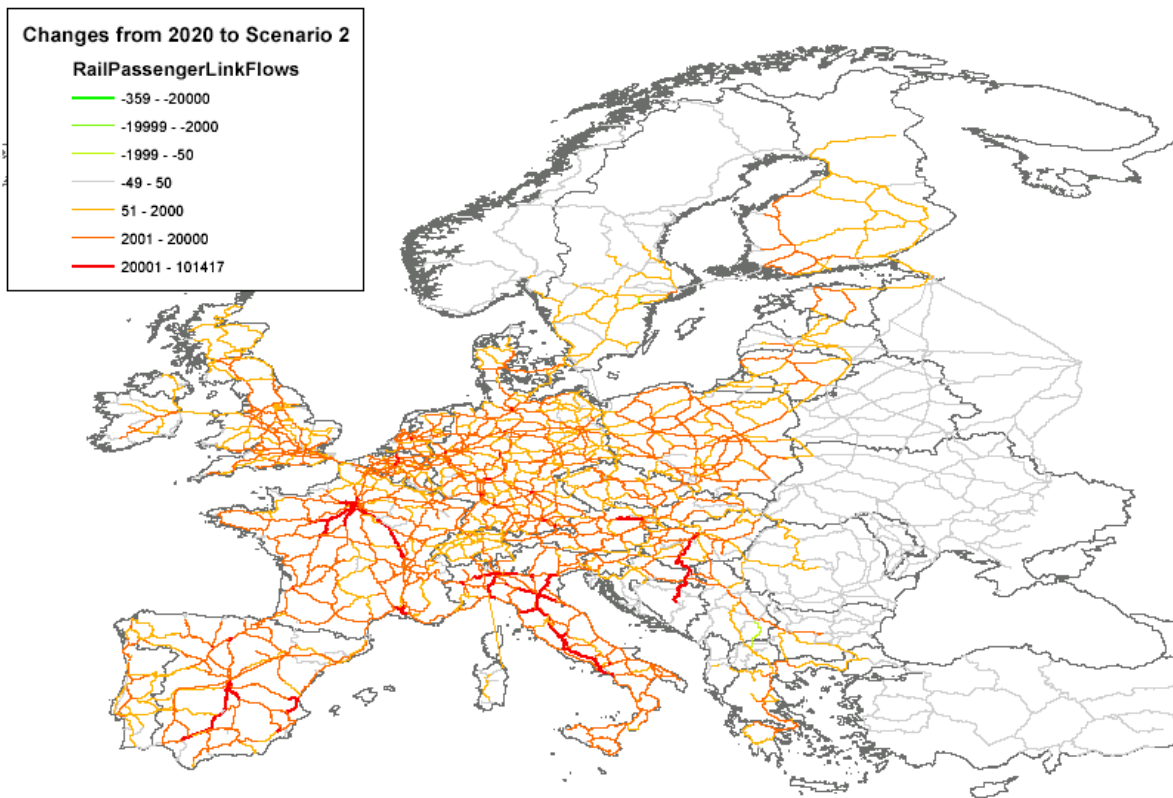 Changes from 2020 to Scenario 2
RailPassengerLinkFlows
-359 - -20000
-19999 - -2000
-1999 - -50
-49 - 50
51 - 2000
2001 - 20000
20001 - 101417